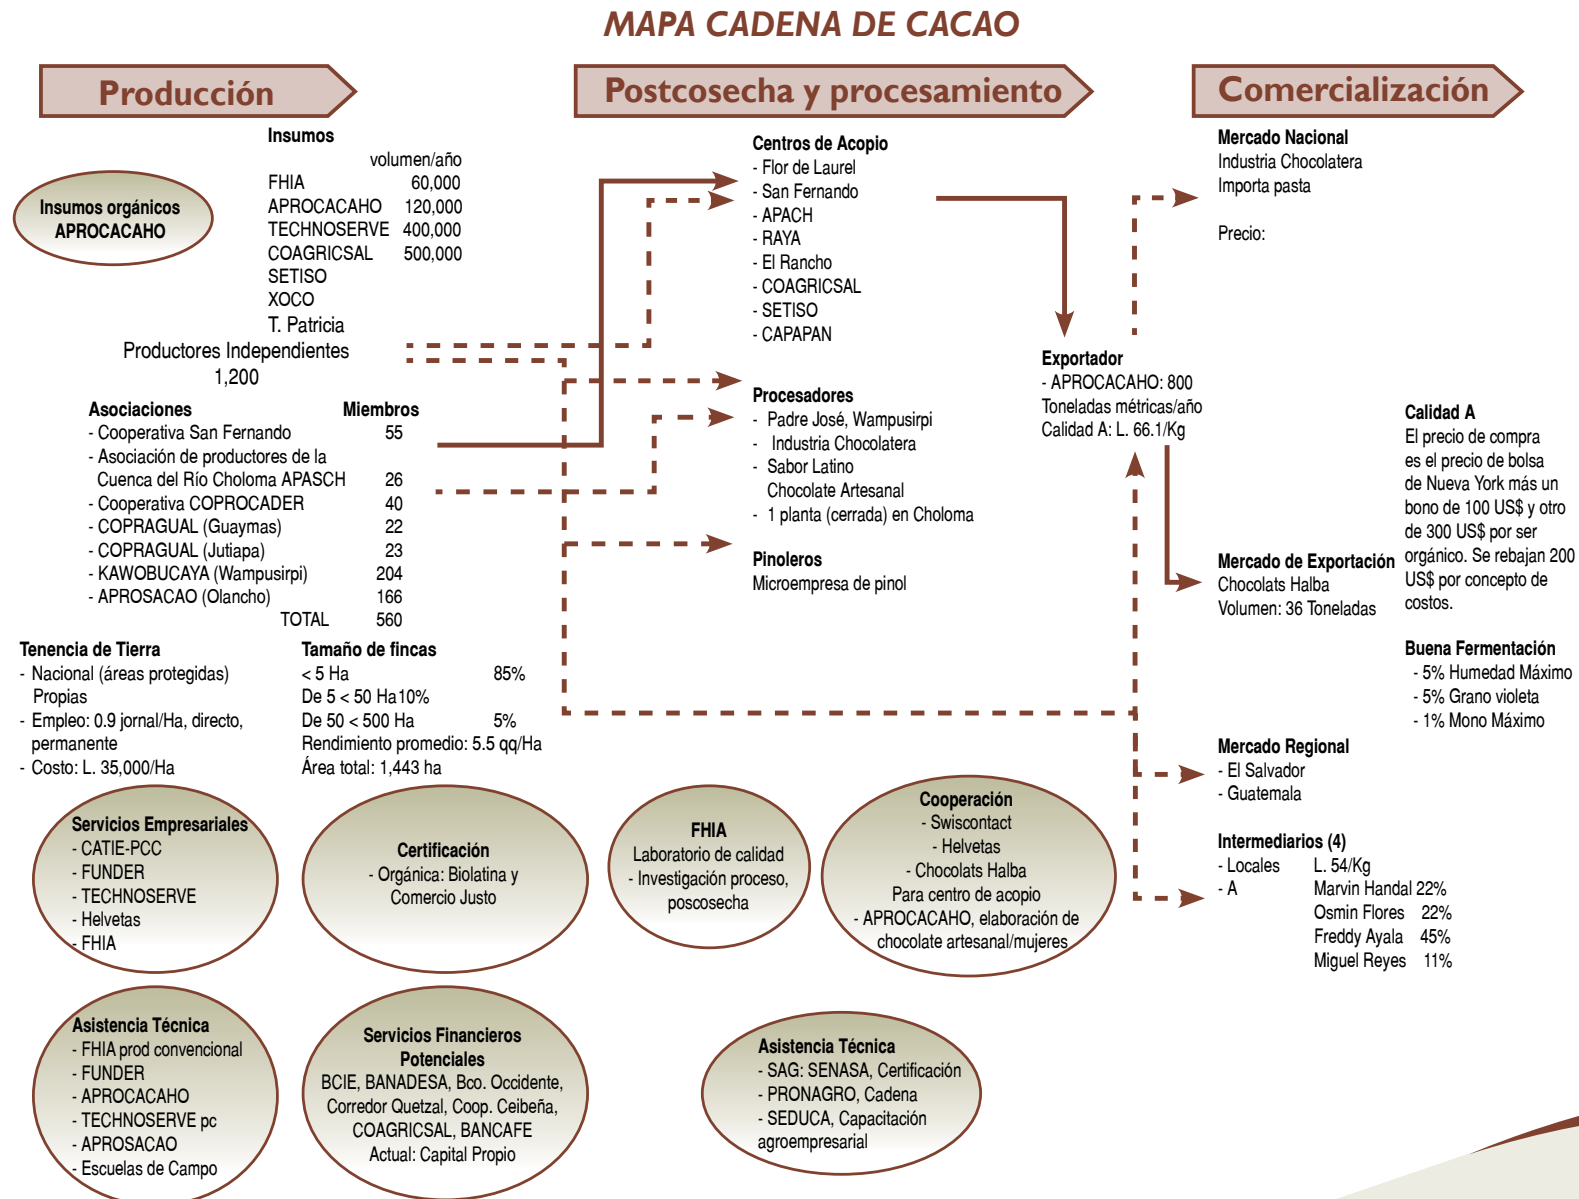 MAPA CADENA DE CACAO
Producción
Postcosecha y procesamiento
Comercialización
Insumos orgánicos
APROCACAHO
Insumos
volumen/año
FHIA 60,000
APROCACAHO 120,000
TECHNOSERVE 400,000
COAGRICSAL 500,000
SETISO
XOCO
T. Patricia
Productores Independientes
1,200
Asociaciones Miembros
- Cooperativa San Fernando 55
- Asociación de productores de la
Cuenca del Río Choloma APASCH 26
- Cooperativa COPROCADER 40
- COPRAGUAL (Guaymas) 22
- COPRAGUAL (Jutiapa) 23
- KAWOBUCAYA (Wampusirpi) 204
- APROSACAO (Olancho) 166
TOTAL 560
Tenencia de Tierra
- Nacional (áreas protegidas)
Propias
- Empleo: 0.9 jornal/Ha, directo,
permanente
- Costo: L. 35,000/Ha
Tamaño de fincas
< 5 Ha 85%
De 5 < 50 Ha10%
De 50 < 500 Ha 5%
Rendimiento promedio: 5.5 qq/Ha
Área total: 1,443 ha
Centros de Acopio
- Flor de Laurel
- San Fernando
- APACH
- RAYA
- El Rancho
- COAGRICSAL
- SETISO
- CAPAPAN
Procesadores
- Padre José, Wampusirpi
- Industria Chocolatera
- Sabor Latino
Chocolate Artesanal
- 1 planta (cerrada) en Choloma
Pinoleros
Microempresa de pinol
Exportador
- APROCACAHO: 800
Toneladas métricas/año
Calidad A: L. 66.1/Kg
Mercado Nacional
Industria Chocolatera
Importa pasta
Precio:
Mercado de Exportación
Chocolats Halba
Volumen: 36 Toneladas
Calidad A
El precio de compra
es el precio de bolsa
de Nueva York más un
bono de 100 US$ y otro
de 300 US$ por ser
orgánico. Se rebajan 200
US$ por concepto de
costos.
Buena Fermentación
- 5% Humedad Máximo
- 5% Grano violeta
- 1% Mono Máximo
Mercado Regional
- El Salvador
- Guatemala
Intermediarios (4)
- Locales L. 54/Kg
- A Marvin Handal 22%
Osmin Flores 22%
Freddy Ayala 45%
Miguel Reyes 11%
Servicios Empresariales
- CATIE-PCC
- FUNDER
- TECHNOSERVE
- Helvetas
- FHIA
Certificación
- Orgánica: Biolatina y
Comercio Justo
FHIA
Laboratorio de calidad
- Investigación proceso,
poscosecha
Cooperación
- Swiscontact
- Helvetas
- Chocolats Halba
Para centro de acopio
- APROCACAHO, elaboración de
chocolate artesanal/mujeres
Asistencia Técnica
- FHIA prod convencional
- FUNDER
- APROCACAHO
- TECHNOSERVE pc
- APROSACAO
- Escuelas de Campo
Servicios Financieros
Potenciales
BCIE, BANADESA, Bco. Occidente,
Corredor Quetzal, Coop. Ceibeña,
COAGRICSAL, BANCAFE
Actual: Capital Propio
Asistencia Técnica
- SAG: SENASA, Certificación
- PRONAGRO, Cadena
- SEDUCA, Capacitación
agroempresarial